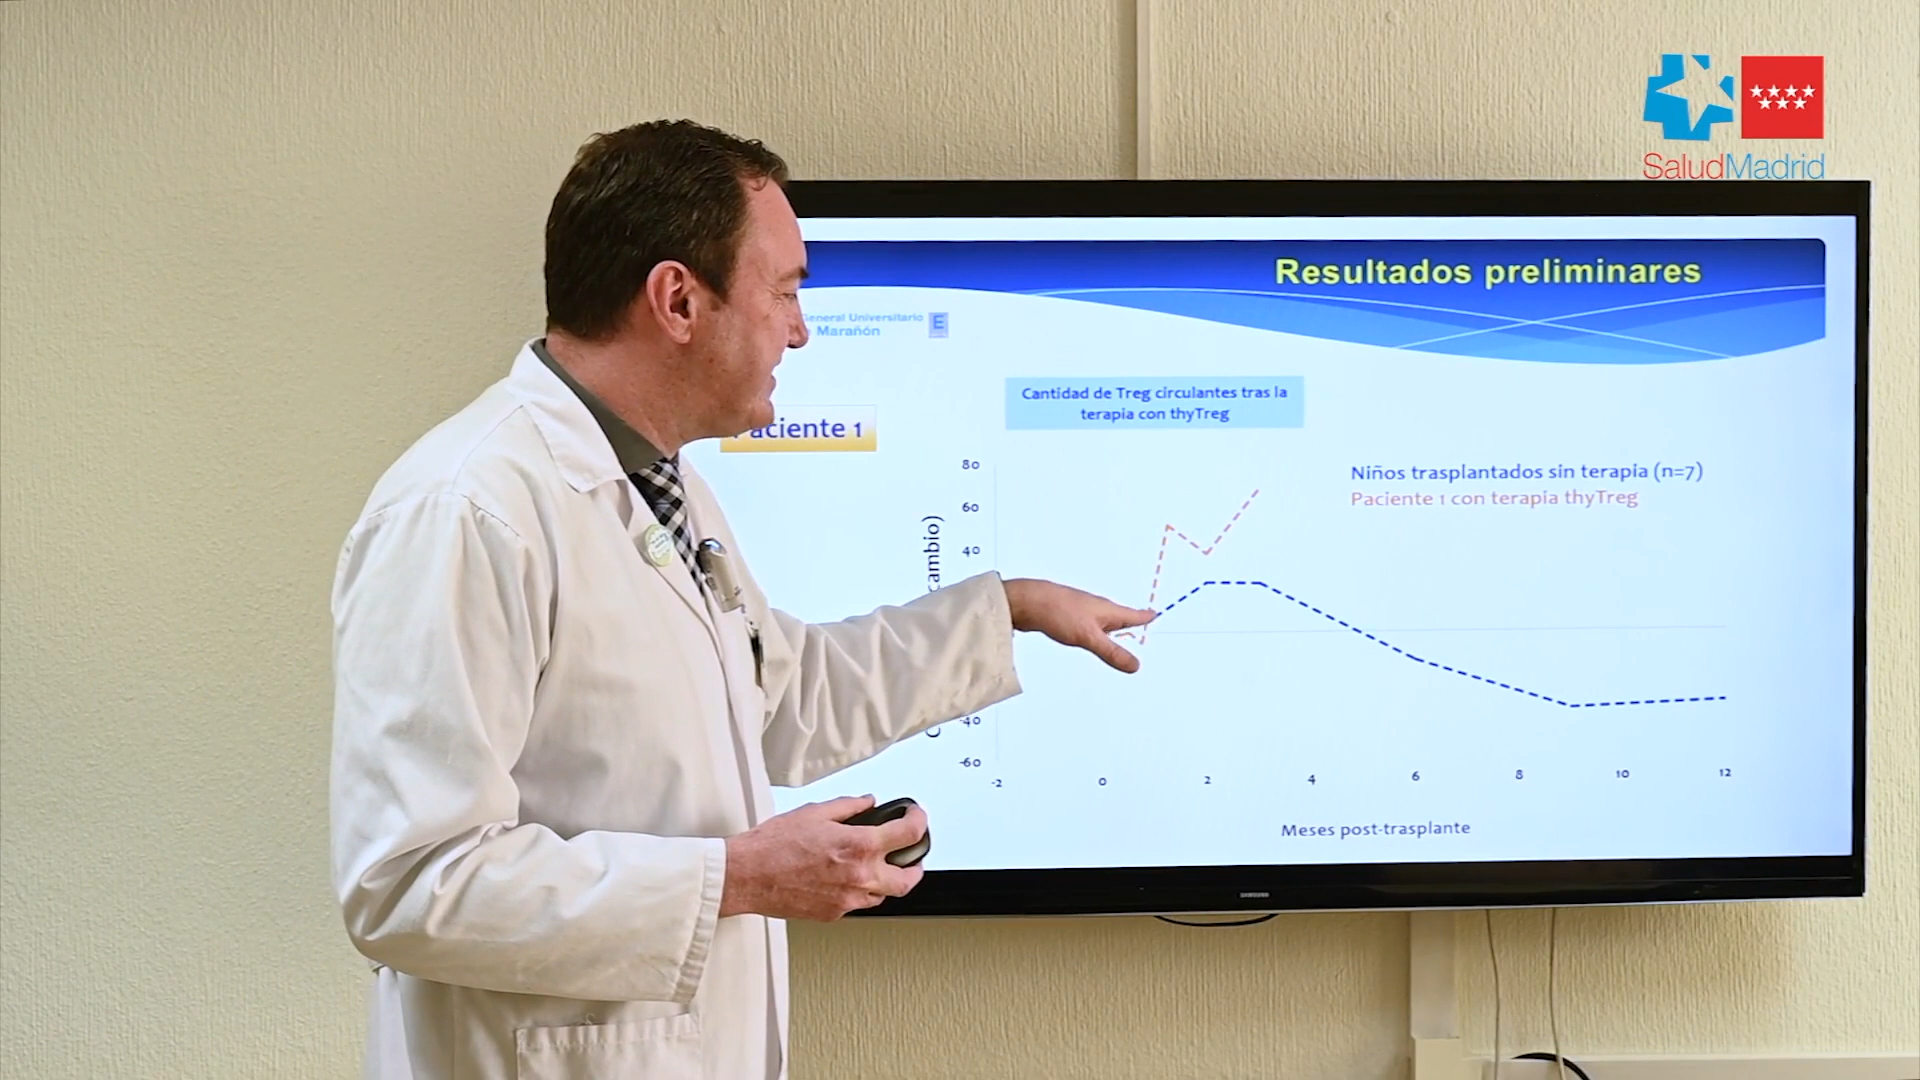 SaludMadrid
Resultados preliminares
General Universitario
Marañón
Paciente 1
Cantidad de Treg circulantes tras la
terapia con thyTreg
Niños trasplantados sin terapia (n=7)
Paciente 1 con terapia thyTreg
cambio)
80
60
40
-40
-60
-2 0 2 4 6 8 10 12
Meses post-trasplante
SAMSUNG